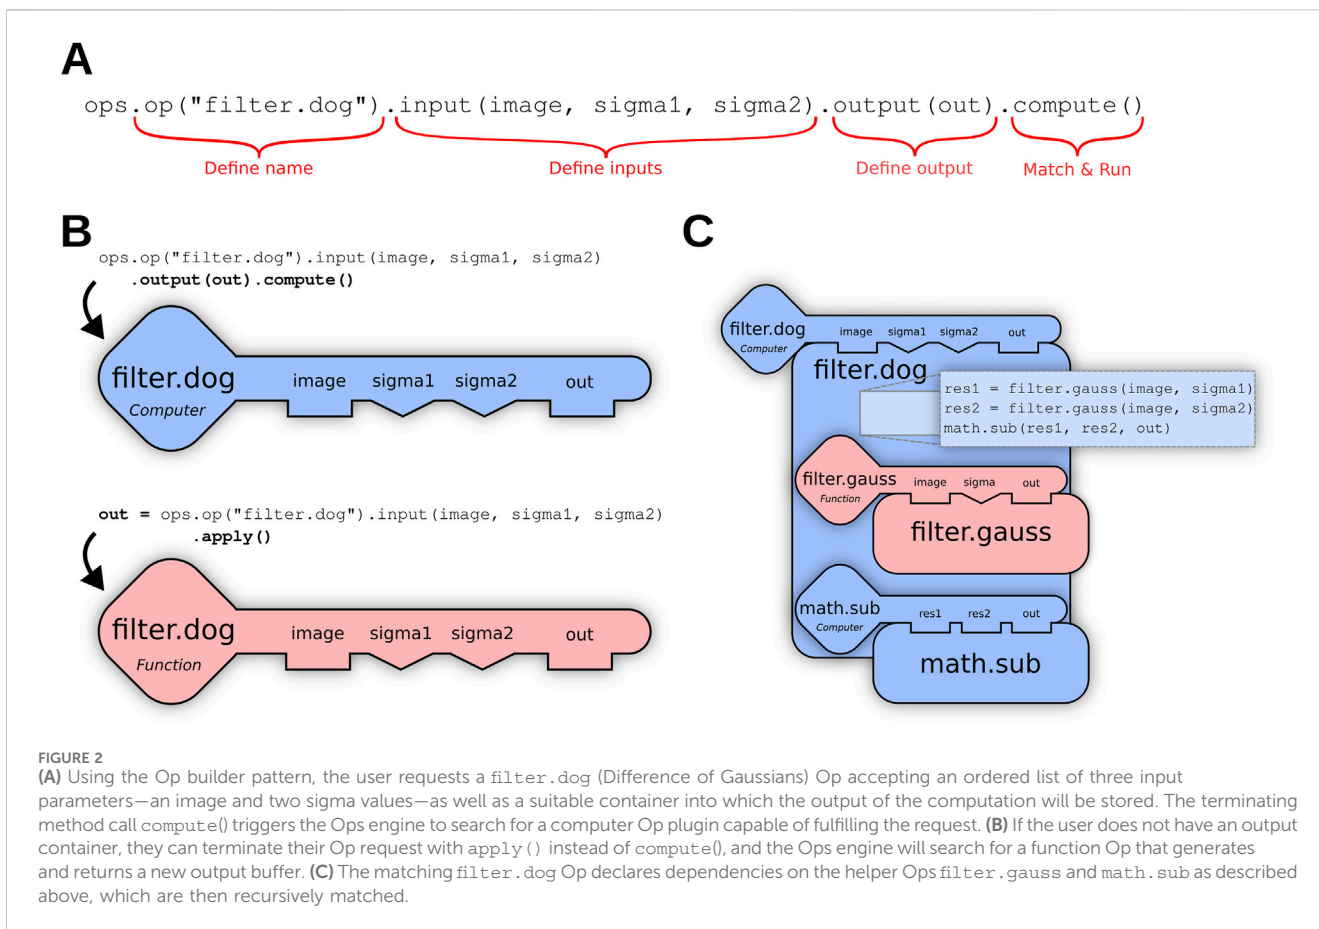 A
ops.op("filter.dog").input(image, sigma1, sigma2).output(out).compute()
Define name
Define inputs
Define output
Match & Run
B
ops.op("filter.dog").input(image, sigma1, sigma2)
.output(out).compute()
filter.dog
Computer
image
sigma1
sigma2
out
out = ops.op("filter.dog").input(image, sigma1, sigma2)
.apply()
filter.dog
Function
image
sigma1
sigma2
out
C
filter.dog
Computer
image
sigma1
sigma2
out
filter.dog
res1 = filter.gauss(image, sigma1)
res2 = filter.gauss(image, sigma2)
math.sub(res1, res2, out)
filter.gauss
Function
image
sigma
out
filter.gauss
math.sub
Computer
res1
res2
out
math.sub
FIGURE 2
(A) Using the Op builder pattern, the user requests a filter.dog (Difference of Gaussians) Op accepting an ordered list of three input
parameters—an image and two sigma values—as well as a suitable container into which the output of the computation will be stored. The terminating
method call compute() triggers the Ops engine to search for a computer Op plugin capable of fulfilling the request. (B) If the user does not have an output
container, they can terminate their Op request with apply() instead of compute(), and the Ops engine will search for a function Op that generates
and returns a new output buffer. (C) The matching filter.dog Op declares dependencies on the helper Ops filter.gauss and math.sub as described
above, which are then recursively matched.